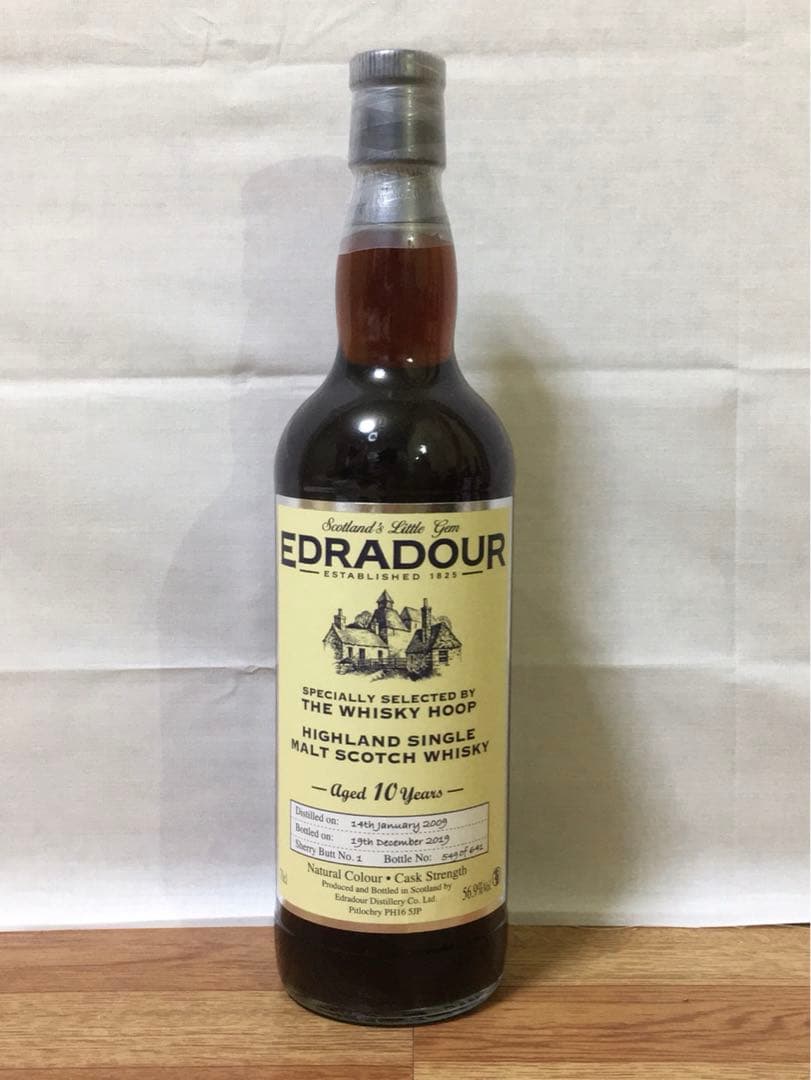 Scotland's Little Gem
EDRADOUR
ESTABLISHED 1825
SPECIALLY SELECTED BY
THE WHISKY HOOP
HIGHLAND SINGLE
MALT SCOTCH WHISKY
Aged 10 Years
Distilled on: 14th January 2009
Bottled on: 19th December 2019
Sherry Butt No. 1 Bottle No: 549 of 641
Natural Colour • Cask Strength
Produced and Bottled in Scotland by
Edradour Distillery Co. Ltd.
Pitlochry PH16 5JP
56.9%vol